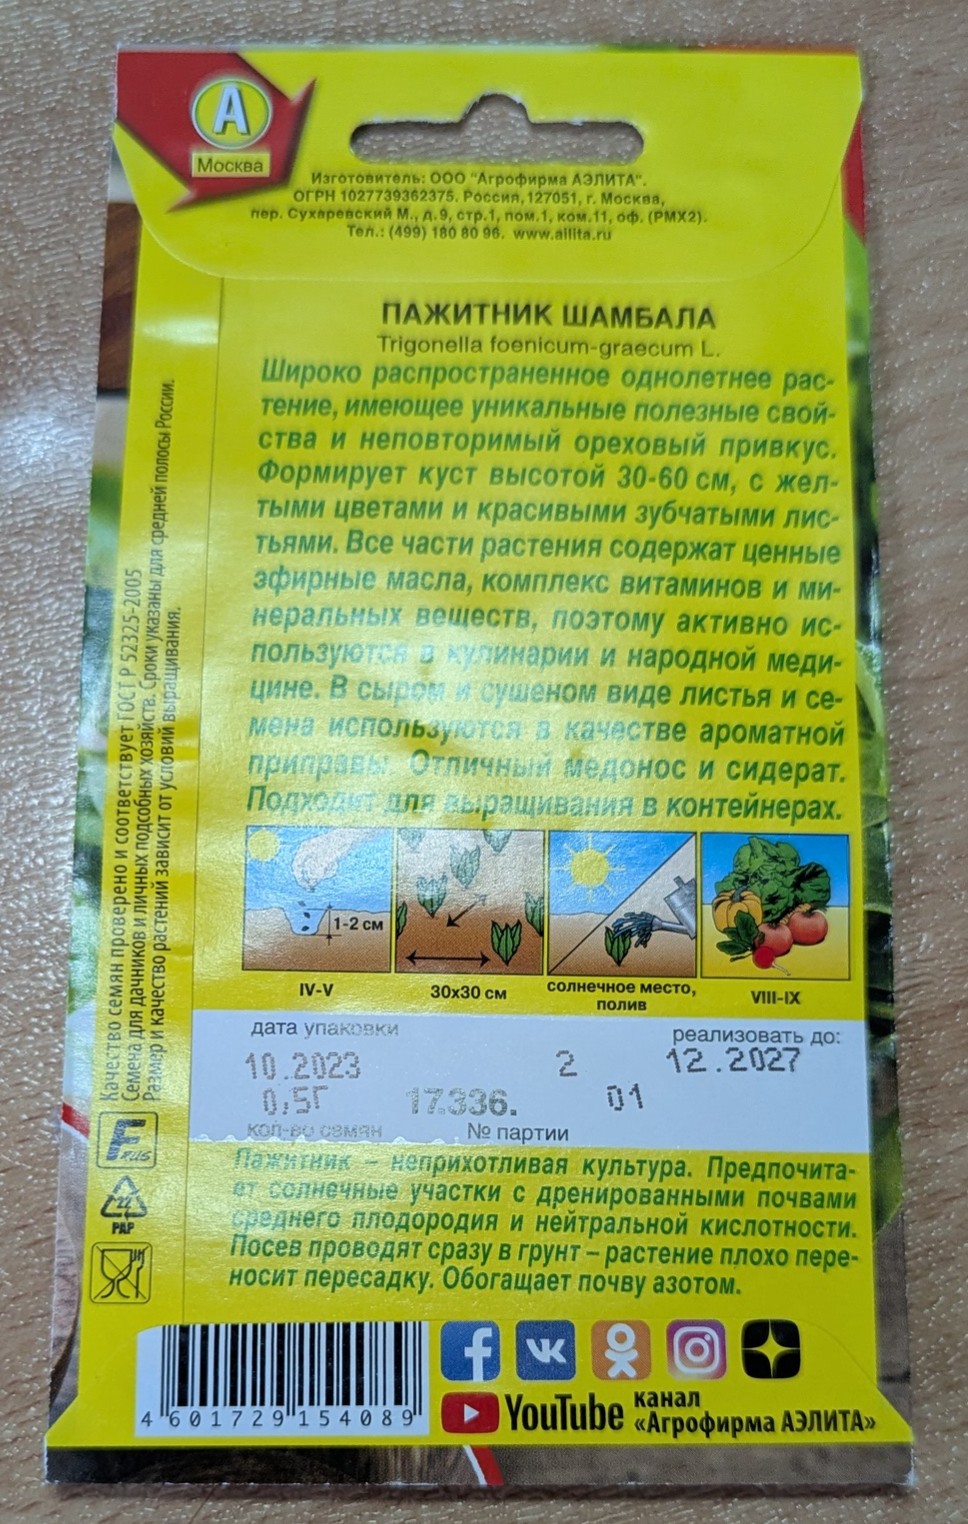 А
Москва
Изготовитель: ООО "Агрофирма АЭЛИТА".
ОГРН 1027739362375. Россия, 127051, г. Москва,
пер. Сухаревский М., д.9, стр.1, пом.1, ком.11, оф. (РМХ2).
Тел.: (499) 180 80 96. www.ailita.ru
ПАЖИТНИК ШАМБАЛА
Trigonella foenicum-graecum L.
Широко распространенное однолетнее рас-
тение, имеющее уникальные полезные свой-
ства и неповторимый ореховый привкус.
Формирует куст высотой 30-60 см, с жел-
тыми цветами и красивыми зубчатыми лис-
тьями. Все части растения содержат ценные
эфирные масла, комплекс витаминов и ми-
неральных веществ, поэтому активно ис-
пользуются в кулинарии и народной меди-
цине. В сыром и сушеном виде листья и се-
мена используются в качестве ароматной
приправы. Отличный медонос и сидерат.
Подходит для выращивания в контейнерах.
1-2 см
IV-V
30х30 см
солнечное место,
полив
VIII-IX
дата упаковки
реализовать до:
10.2023
2
12.2027
0,5Г
17.336.
01
кол-во семян
№ партии
Пажитник – неприхотливая культура. Предпочита-
ет солнечные участки с дренированными почвами
среднего плодородия и нейтральной кислотности.
Посев проводят сразу в грунт – растение плохо пере-
носит пересадку. Обогащает почву азотом.
Качество семян проверено и соответствует ГОСТ Р 52325-2005
Семена для дачников и личных подсобных хозяйств. Сроки указаны для средней полосы России.
Размер и качество растений зависит от условий выращивания.
F
PLUS
22
PAP
4 601729 154089
YouTube
канал
«Агрофирма АЭЛИТА»